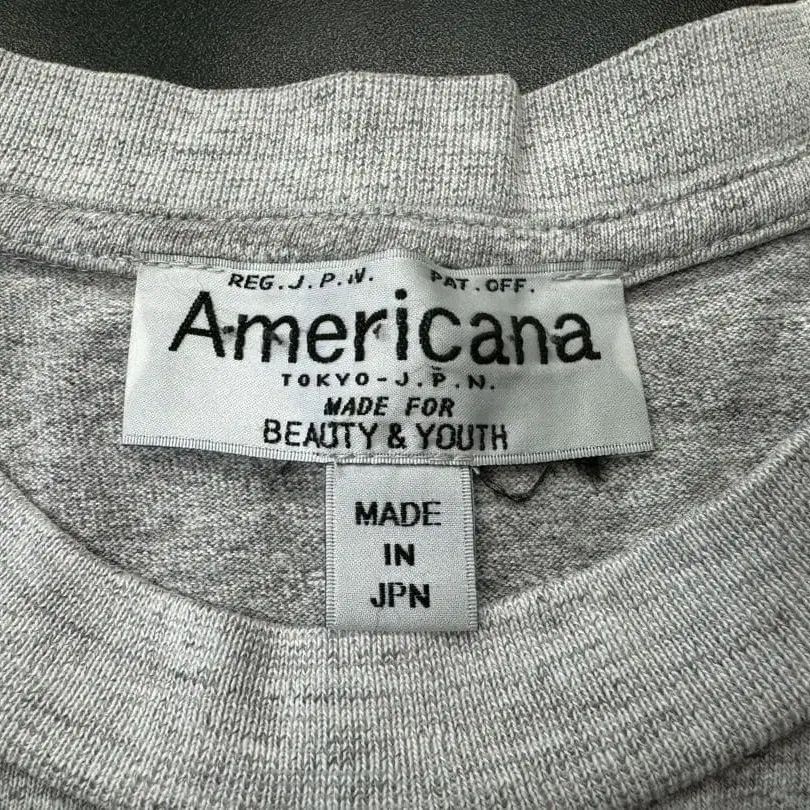 REG.J.P.N. PAT.OFF.
Americana
TOKYO-J.P.N.
MADE FOR
BEAUTY & YOUTH
MADE
IN
JPN